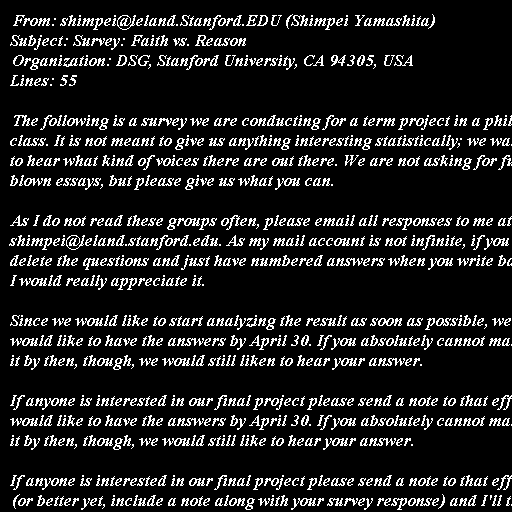 From: shimpei@leland.Stanford.EDU (Shimpei Yamashita)
Subject: Survey: Faith vs. Reason
Organization: DSG, Stanford University, CA 94305, USA
Lines: 55

The following is a survey we are conducting for a term project in a phil
class. It is not meant to give us anything interesting statistically; we wa
to hear what kind of voices there are out there. We are not asking for fu
blown essays, but please give us what you can.

As I do not read these groups often, please email all responses to me at
shimpei@leland.stanford.edu. As my mail account is not infinite, if you
delete the questions and just have numbered answers when you write ba
I would really appreciate it.

Since we would like to start analyzing the result as soon as possible, we
would like to have the answers by April 30. If you absolutely cannot ma
it by then, though, we would still liken to hear your answer.

If anyone is interested in our final project please send a note to that eff
would like to have the answers by April 30. If you absolutely cannot ma
it by then, though, we would still like to hear your answer.

If anyone is interested in our final project please send a note to that eff
(or better yet, include a note along with your survey response) and I'll t